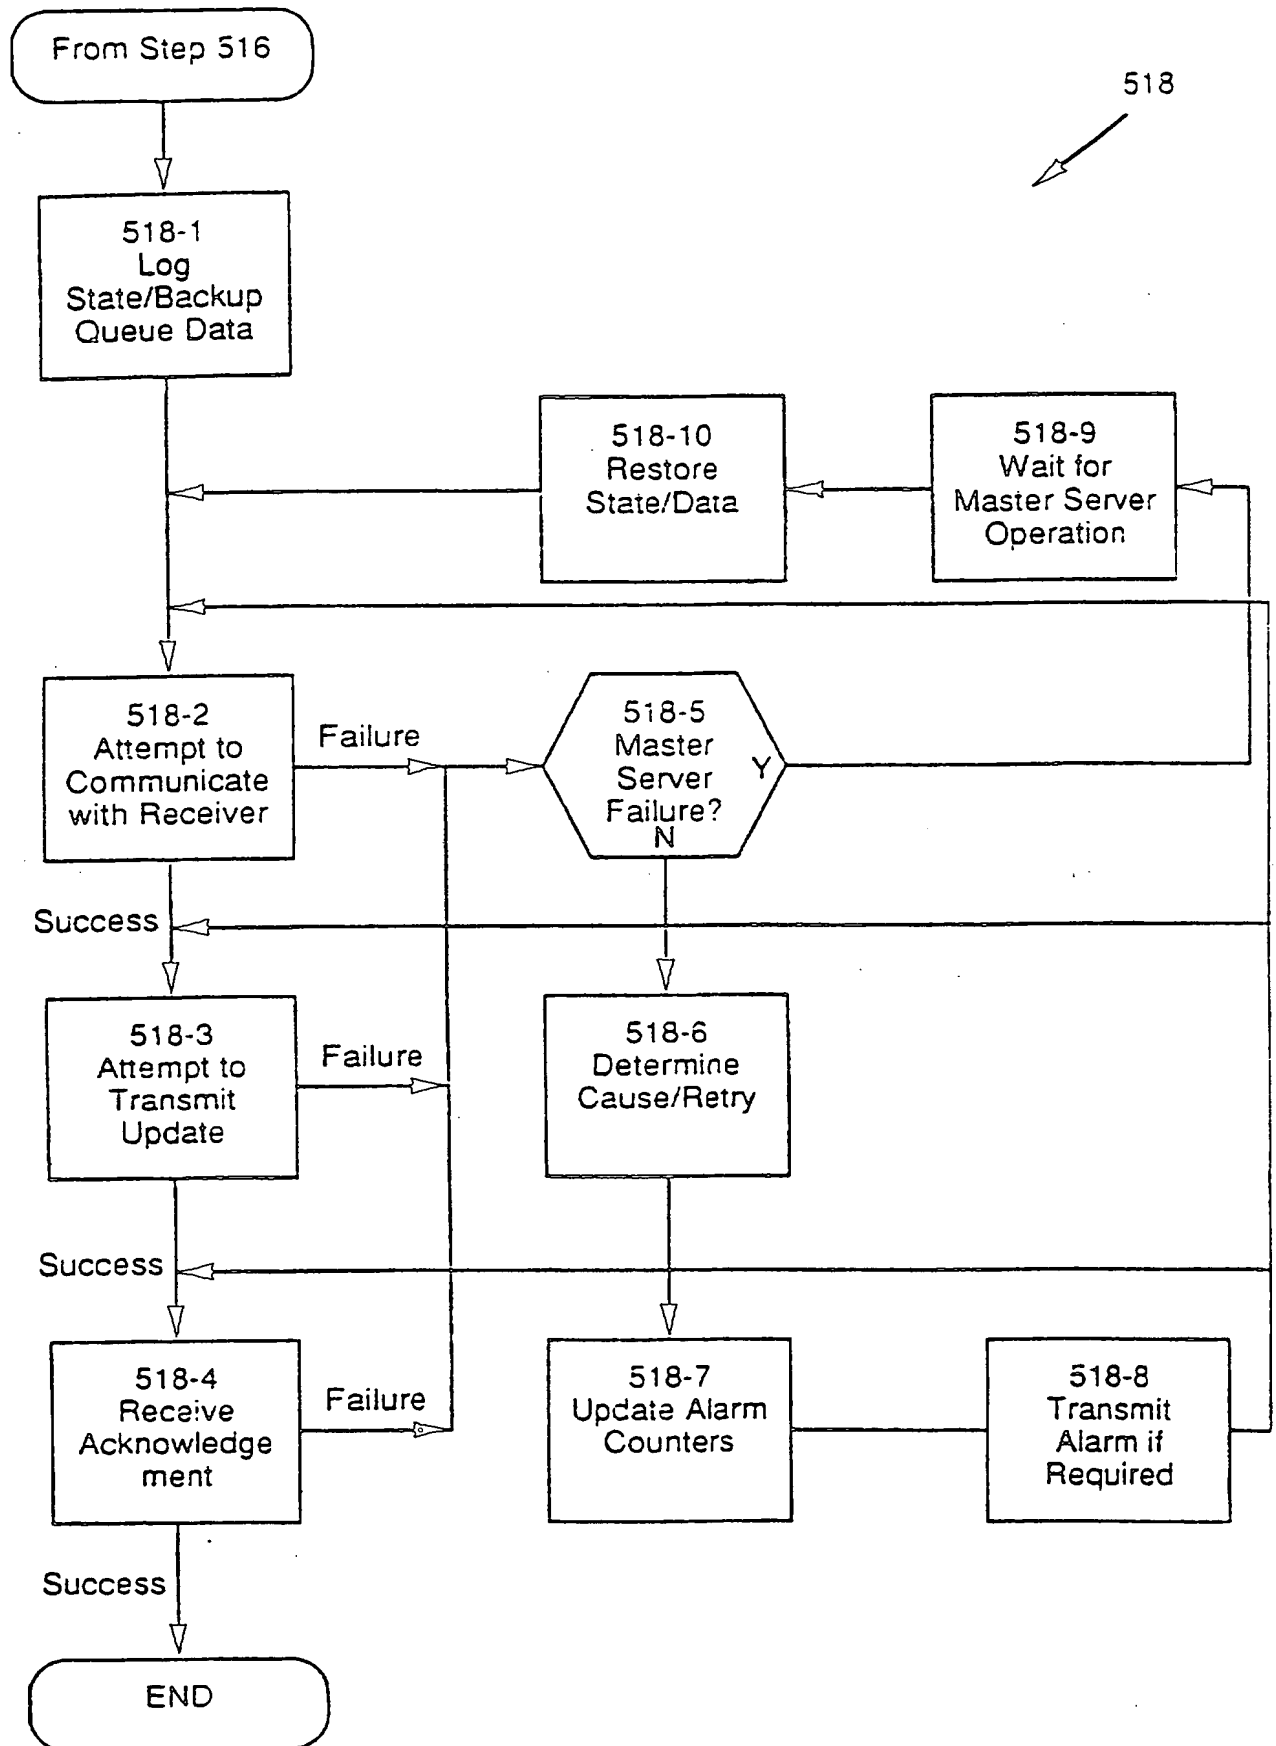 From Step 516
518
518-1
Log
State/Backup
Queue Data
518-10
Restore
State/Data
518-9
Wait for
Master Server
Operation
518-2
Attempt to
Communicate
with Receiver
Failure
518-5
Master
Server
Failure?
Y
N
Success
518-3
Attempt to
Transmit
Update
Failure
518-6
Determine
Cause/Retry
Success
518-4
Receive
Acknowledge
ment
Failure
518-7
Update Alarm
Counters
518-8
Transmit
Alarm if
Required
Success
END